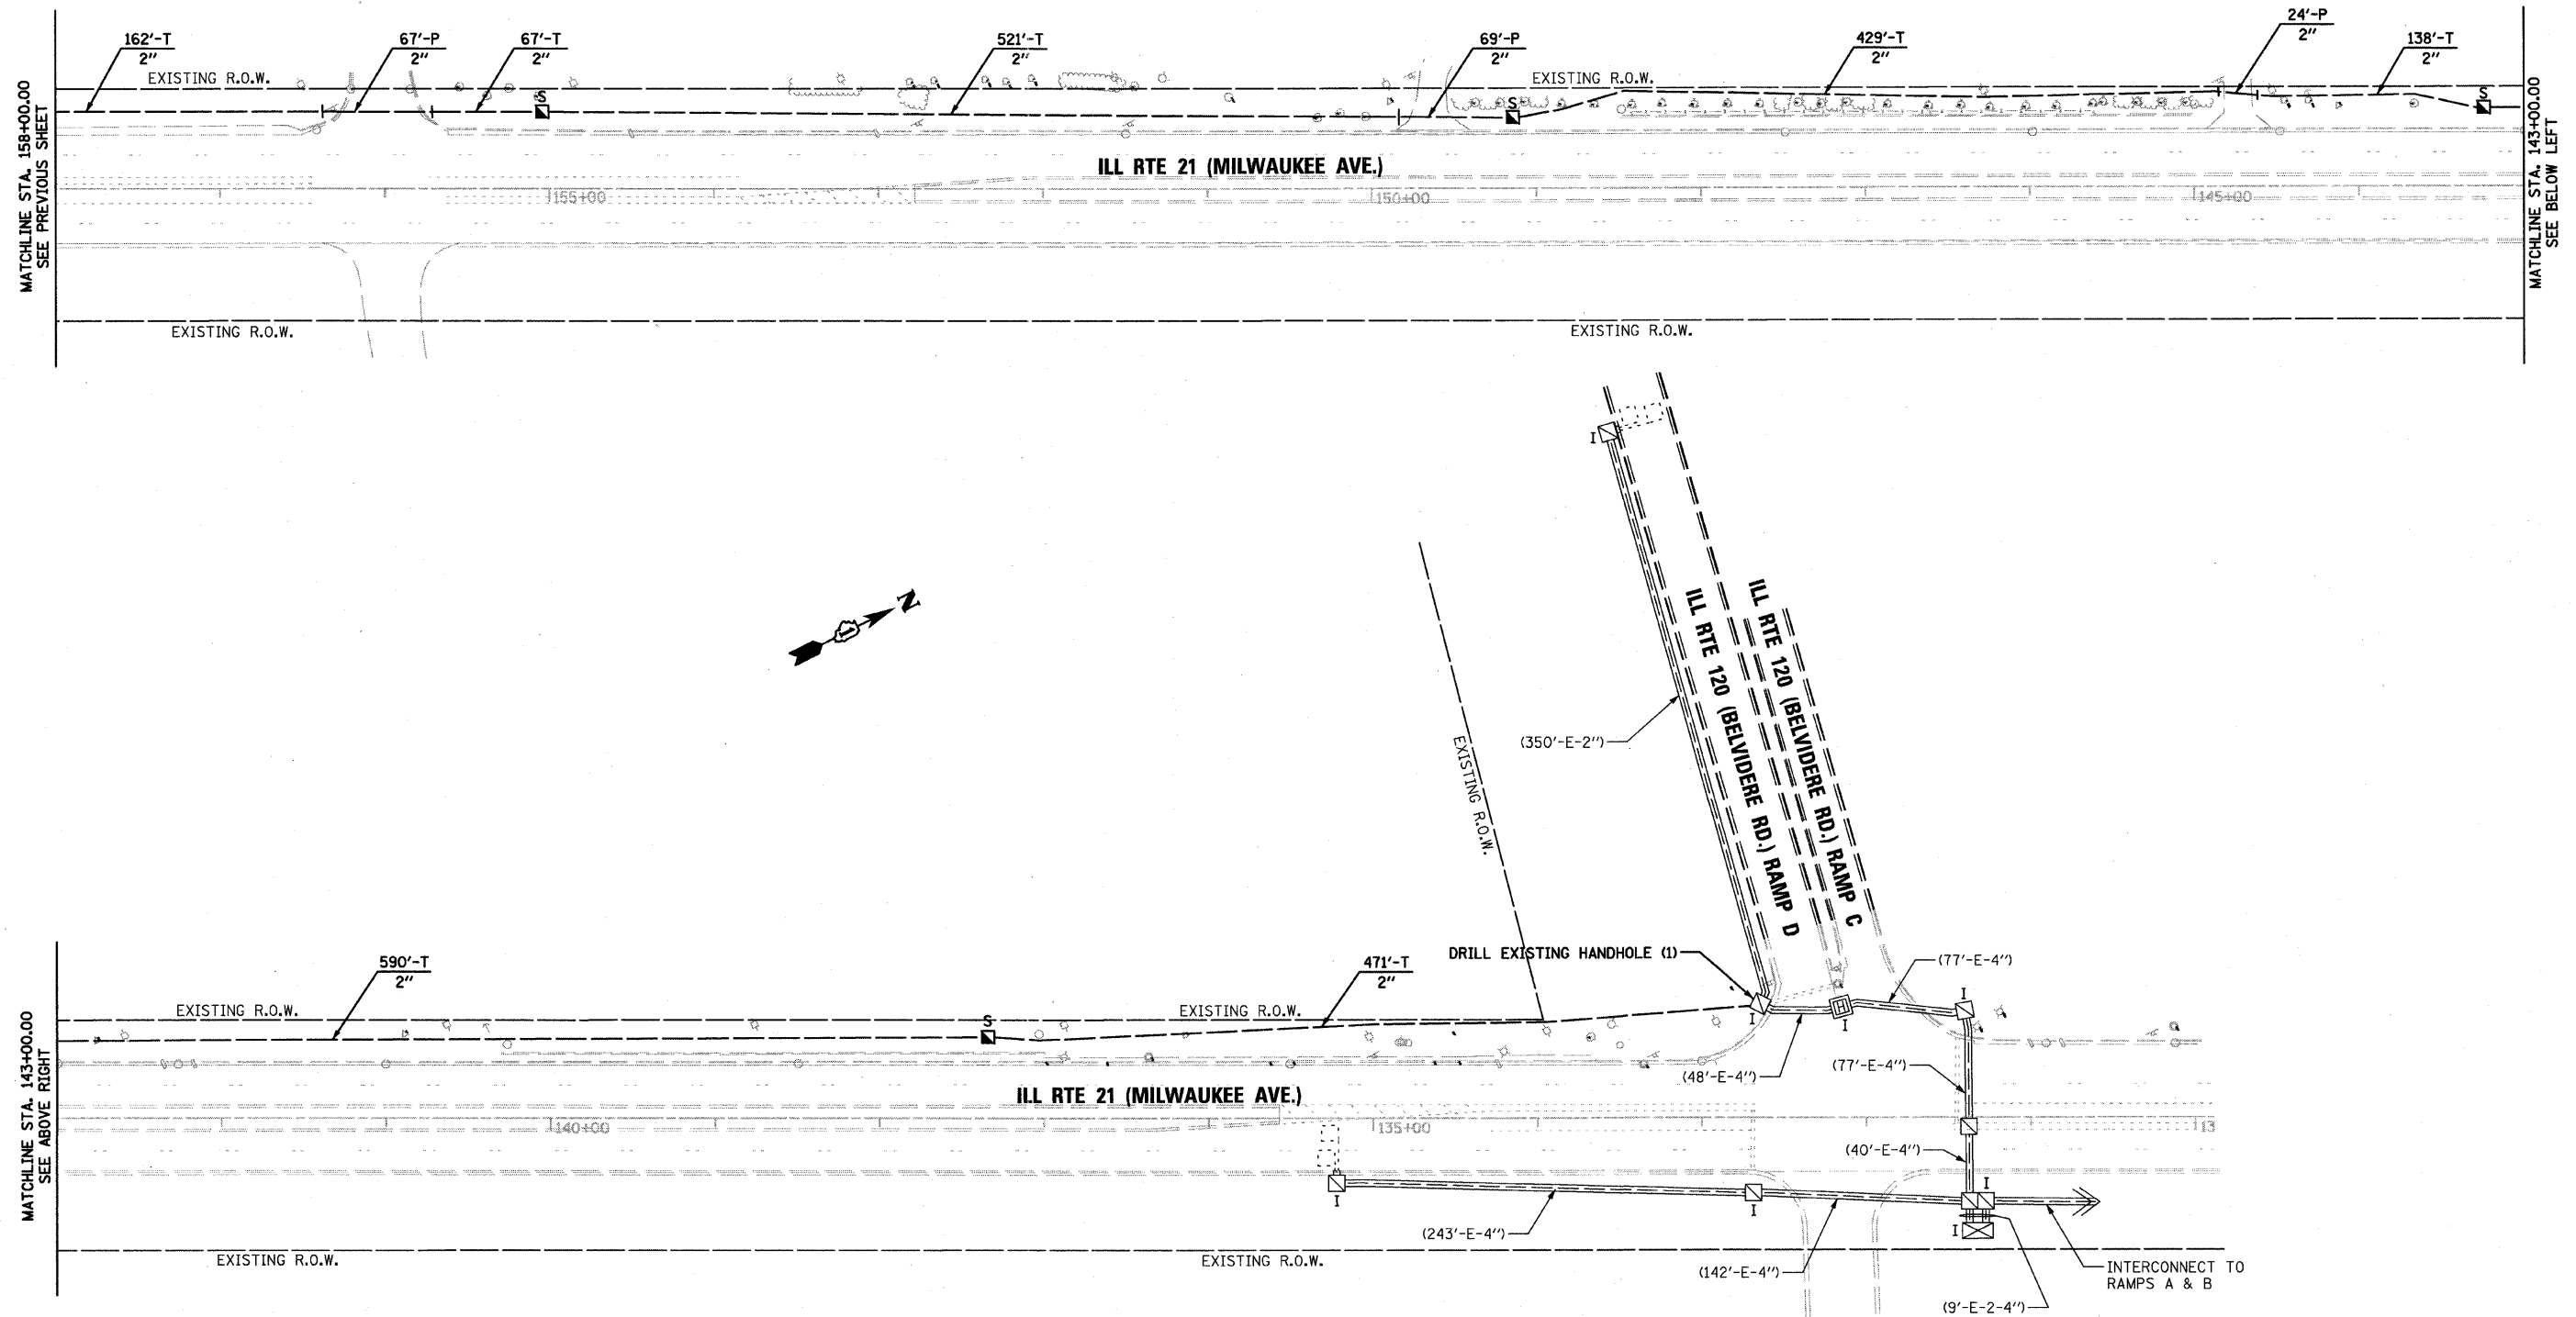 162'-T
2"
67'-P
2"
67'-T
2"
521'-T
2"
69'-P
2"
429'-T
2"
24'-P
2"
138'-T
2"
EXISTING R.O.W.
EXISTING R.O.W.
S
S
S
MATCHLINE STA. 158+00.00
SEE PREVIOUS SHEET
ILL RTE 21 (MILWAUKEE AVE.)
155+00
150+00
145+00
MATCHLINE STA. 143+00.00
SEE BELOW LEFT
EXISTING R.O.W.
EXISTING R.O.W.
I
N
1
ILL RTE 120 (BELVIDERE RD.) RAMP D
ILL RTE 120 (BELVIDERE RD.) RAMP C
(350'-E-2")
EXISTING R.O.W.
DRILL EXISTING HANDHOLE (1)
(77'-E-4")
590'-T
2"
471'-T
2"
EXISTING R.O.W.
EXISTING R.O.W.
S
I
I
I
MATCHLINE STA. 143+00.00
SEE ABOVE RIGHT
(48'-E-4")
(77'-E-4")
ILL RTE 21 (MILWAUKEE AVE.)
140+00
135+00
13
(40'-E-4")
I
I
I
I
(243'-E-4")
(142'-E-4")
EXISTING R.O.W.
EXISTING R.O.W.
INTERCONNECT TO
RAMPS A & B
(9'-E-2-4")